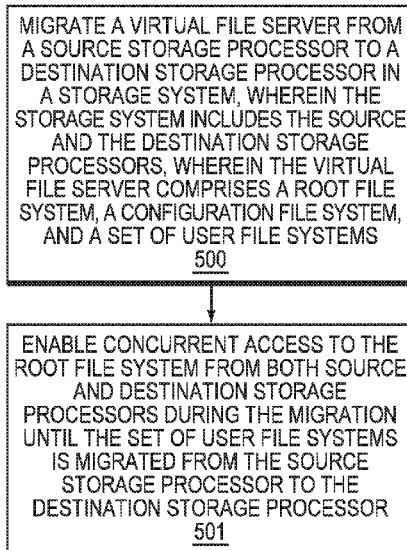 MIGRATE A VIRTUAL FILE SERVER FROM
A SOURCE STORAGE PROCESSOR TO A
DESTINATION STORAGE PROCESSOR IN
A STORAGE SYSTEM, WHEREIN THE
STORAGE SYSTEM INCLUDES THE SOURCE
AND THE DESTINATION STORAGE
PROCESSORS, WHEREIN THE VIRTUAL
FILE SERVER COMPRISES A ROOT FILE
SYSTEM, A CONFIGURATION FILE SYSTEM,
AND A SET OF USER FILE SYSTEMS
500
ENABLE CONCURRENT ACCESS TO THE
ROOT FILE SYSTEM FROM BOTH SOURCE
AND DESTINATION STORAGE
PROCESSORS DURING THE MIGRATION
UNTIL THE SET OF USER FILE SYSTEMS
IS MIGRATED FROM THE SOURCE
STORAGE PROCESSOR TO THE
DESTINATION STORAGE PROCESSOR
501